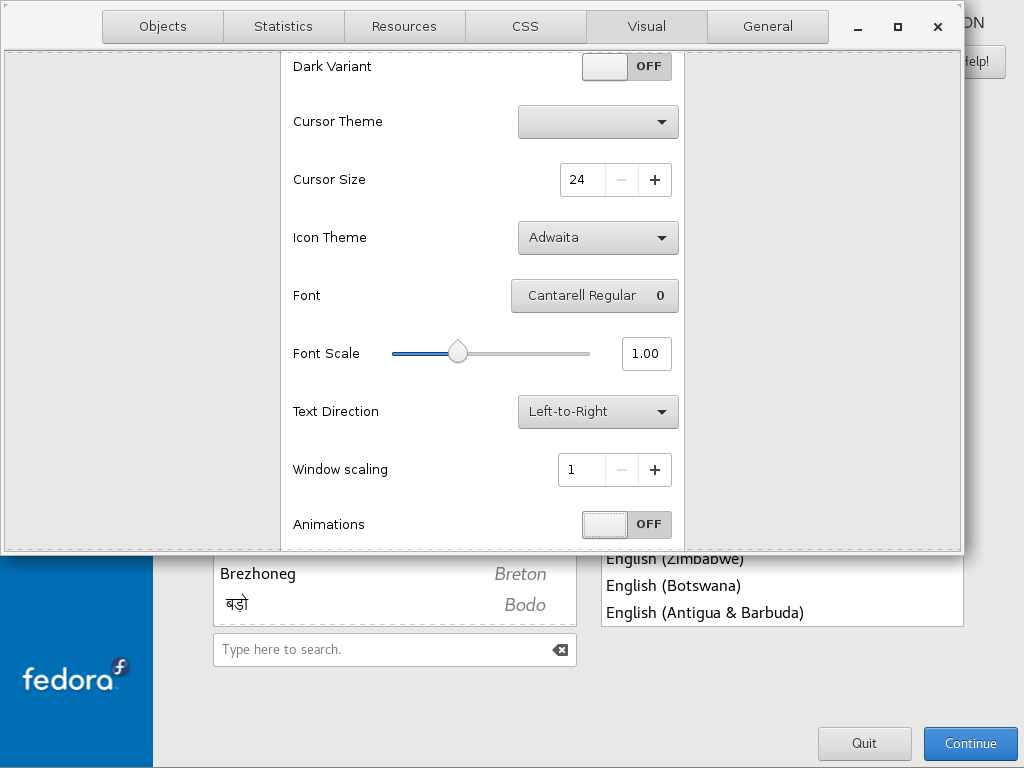 Objects Statistics Resources CSS Visual General
ON
Help!
Dark Variant OFF
Cursor Theme
Cursor Size 24
Icon Theme Adwaita
Font Cantarell Regular 0
Font Scale 1.00
Text Direction Left-to-Right
Window scaling 1
Animations OFF
English (Zimbabwe)
Brezhoneg Breton
English (Botswana)
बड़ो Bodo
English (Antigua & Barbuda)
Type here to search.
fedora
Quit Continue